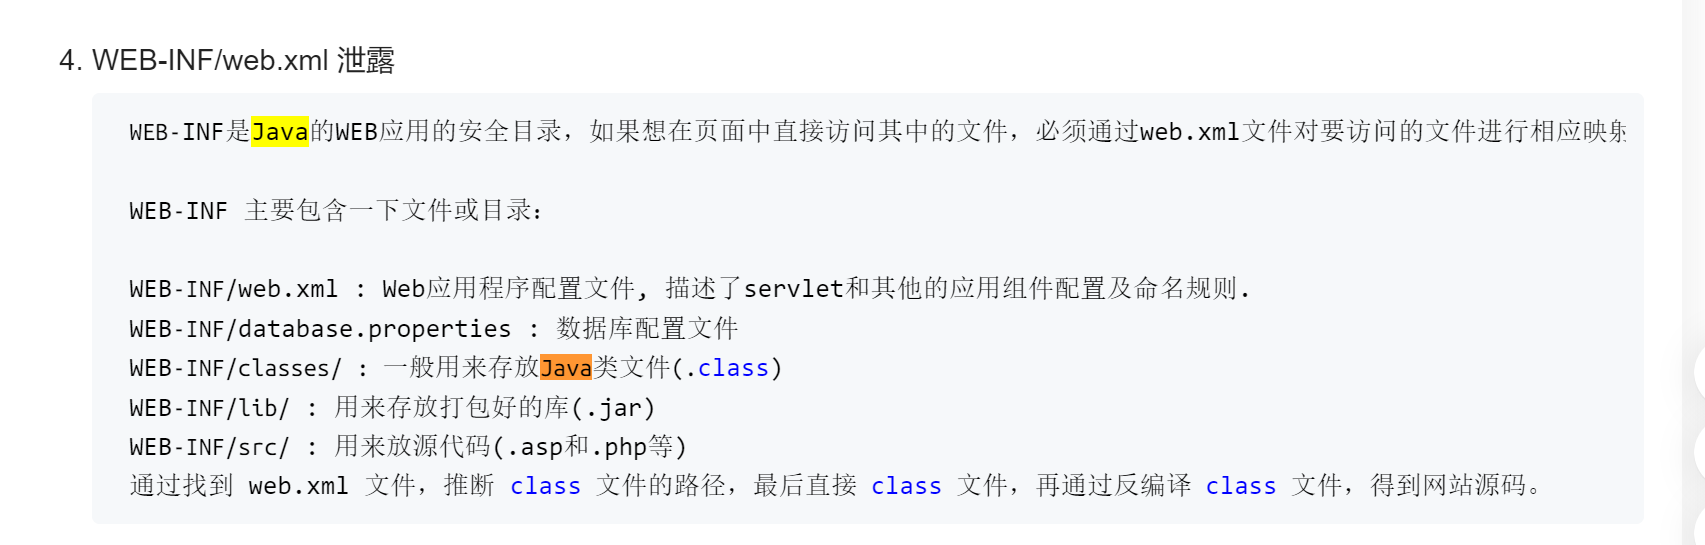 4. WEB-INF/web.xml 泄露
WEB-INF是Java的WEB应用的安全目录，如果想在页面中直接访问其中的文件，必须通过web.xml文件对要访问的文件进行相应映射
WEB-INF 主要包含一下文件或目录：
WEB-INF/web.xml : Web应用程序配置文件, 描述了servlet和其他的应用组件配置及命名规则.
WEB-INF/database.properties : 数据库配置文件
WEB-INF/classes/ : 一般用来存放Java类文件(.class)
WEB-INF/lib/ : 用来存放打包好的库(.jar)
WEB-INF/src/ : 用来放源代码(.asp和.php等)
通过找到 web.xml 文件，推断 class 文件的路径，最后直接 class 文件，再通过反编译 class 文件，得到网站源码。